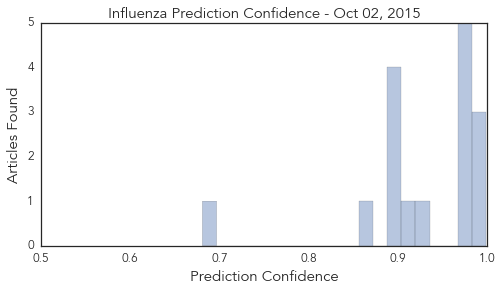 Influenza Prediction Confidence - Oct 02, 2015
Articles Found
5
4
3
2
1
0
0.5 0.6 0.7 0.8 0.9 1.0
Prediction Confidence